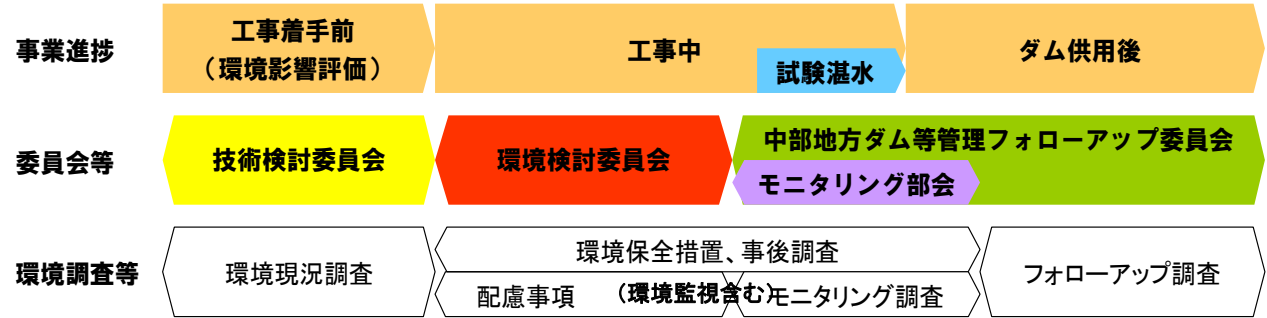 事業進捗
工事着手前
（環境影響評価）
工事中
試験湛水
ダム供用後
委員会等
技術検討委員会
環境検討委員会
中部地方ダム等管理フォローアップ委員会
モニタリング部会
環境調査等
環境現況調査
環境保全措置、事後調査
配慮事項
（環境監視含む）
モニタリング調査
フォローアップ調査